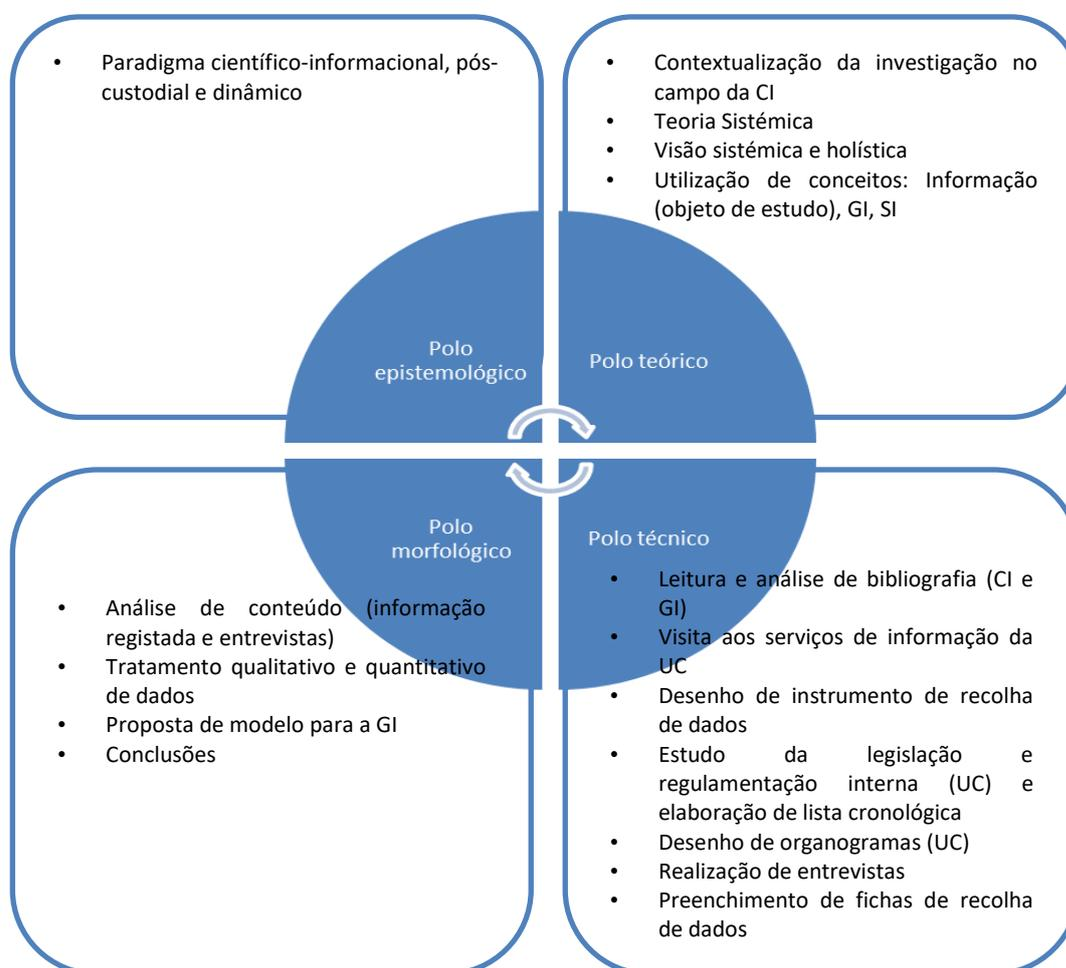 • Paradigma científico-informacional, pós-
custodial e dinâmico
• Contextualização da investigação no
campo da CI
• Teoria Sistémica
• Visão sistémica e holística
• Utilização de conceitos: Informação
(objeto de estudo), GI, SI
Polo
epistemológico
Polo teórico
Polo
morfológico
Polo técnico
• Análise de conteúdo (informação
registada e entrevistas)
• Tratamento qualitativo e quantitativo
de dados
• Proposta de modelo para a GI
• Conclusões
• Leitura e análise de bibliografia (CI e
GI)
• Visita aos serviços de informação da
UC
• Desenho de instrumento de recolha
de dados
• Estudo da legislação e
regulamentação interna (UC) e
elaboração de lista cronológica
• Desenho de organogramas (UC)
• Realização de entrevistas
• Preenchimento de fichas de recolha
de dados